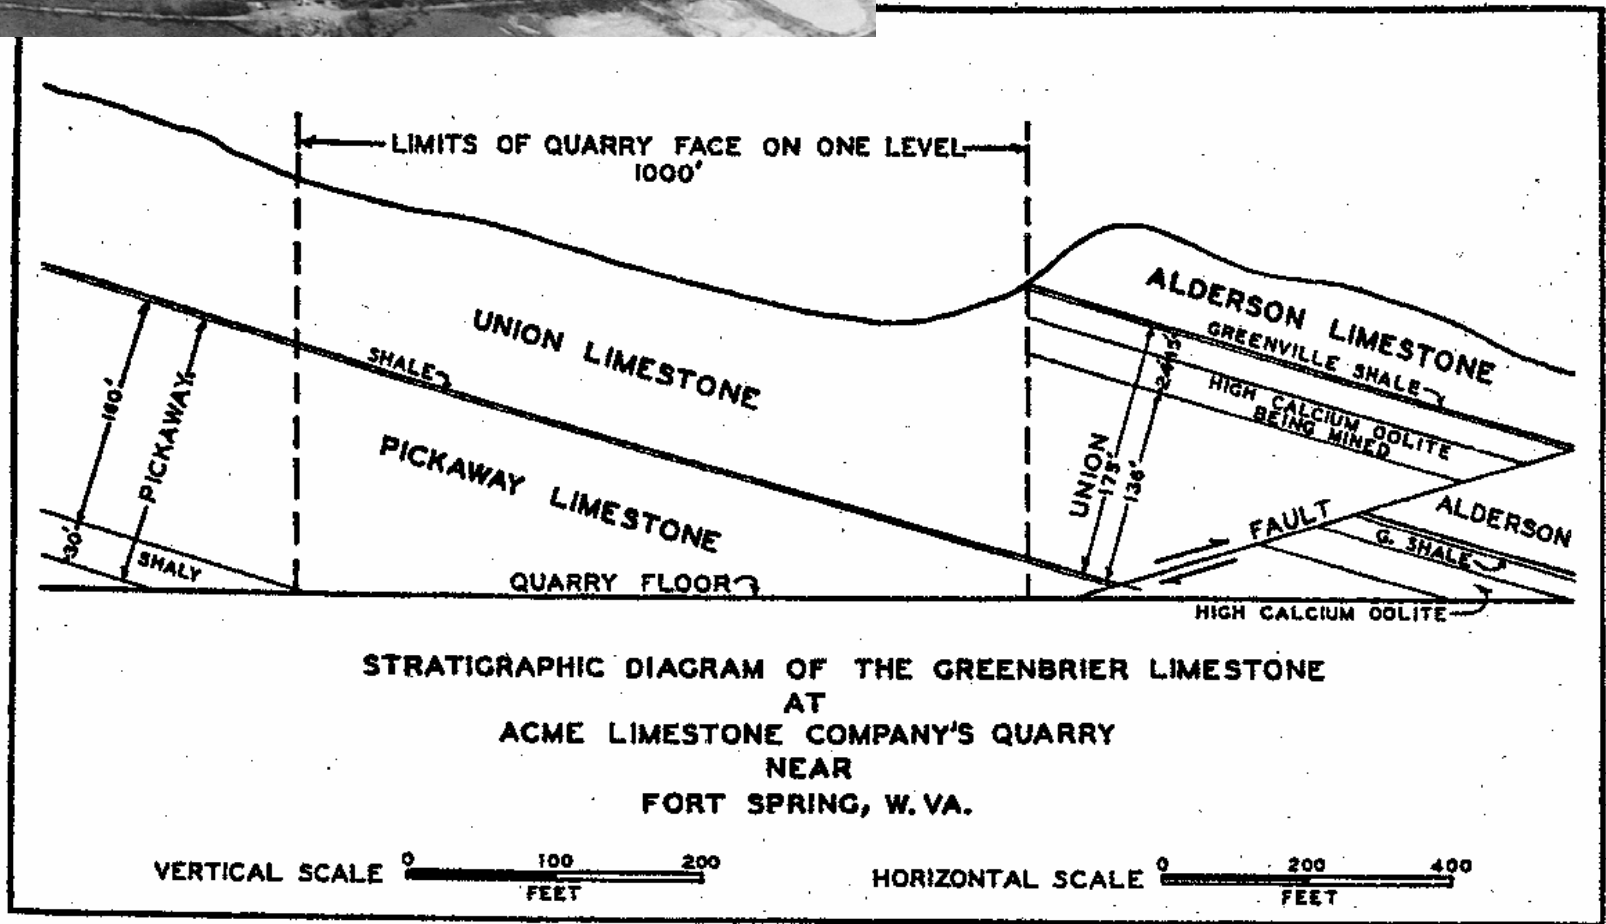 LIMITS OF QUARRY FACE ON ONE LEVEL
1000'
ALDERSON LIMESTONE
GREENVILLE SHALE
UNION LIMESTONE
SHALE
HIGH CALCIUM OOLITE
BEING MINED
160'
PICKAWAY
PICKAWAY LIMESTONE
UNION
175'
136'
FAULT
ALDERSON
G. SHALE
30'
SHALY
QUARRY FLOOR
HIGH CALCIUM OOLITE
STRATIGRAPHIC DIAGRAM OF THE GREENBRIER LIMESTONE
AT
ACME LIMESTONE COMPANY'S QUARRY
NEAR
FORT SPRING, W. VA.
VERTICAL SCALE 0 100 200
FEET
HORIZONTAL SCALE 0 200 400
FEET